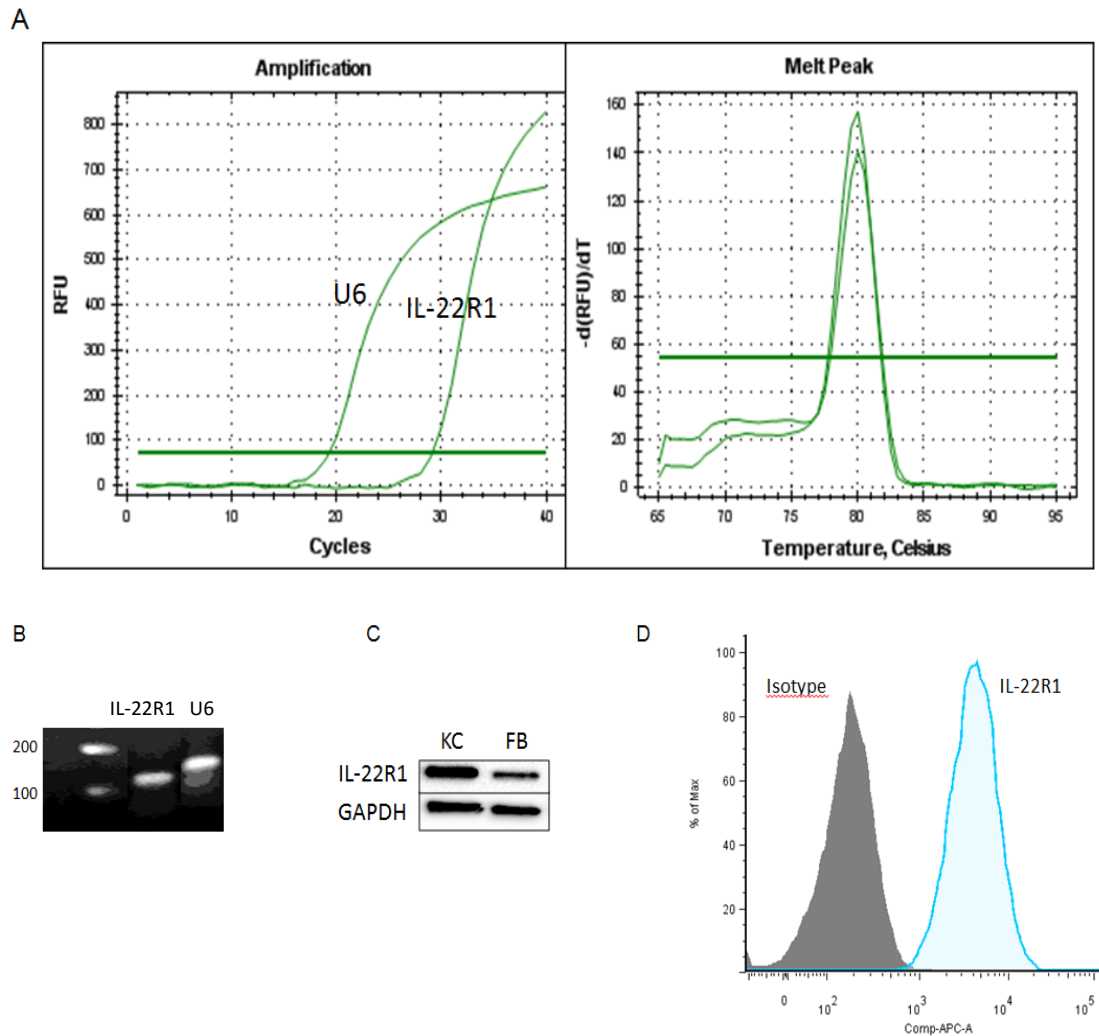 A
Amplification
RFU
800
700
600
500
400
300
200
100
0
U6
IL-22R1
0 10 20 30 40
Cycles
Melt Peak
-d(RFU)/dT
160
140
120
100
80
60
40
20
0
65 70 75 80 85 90 95
Temperature, Celsius
B
IL-22R1 U6
200
100
C
KC FB
IL-22R1
GAPDH
D
% of Max
100
80
60
40
20
Isotype
IL-22R1
0 10² 10³ 10⁴ 10⁵
Comp-APC-A